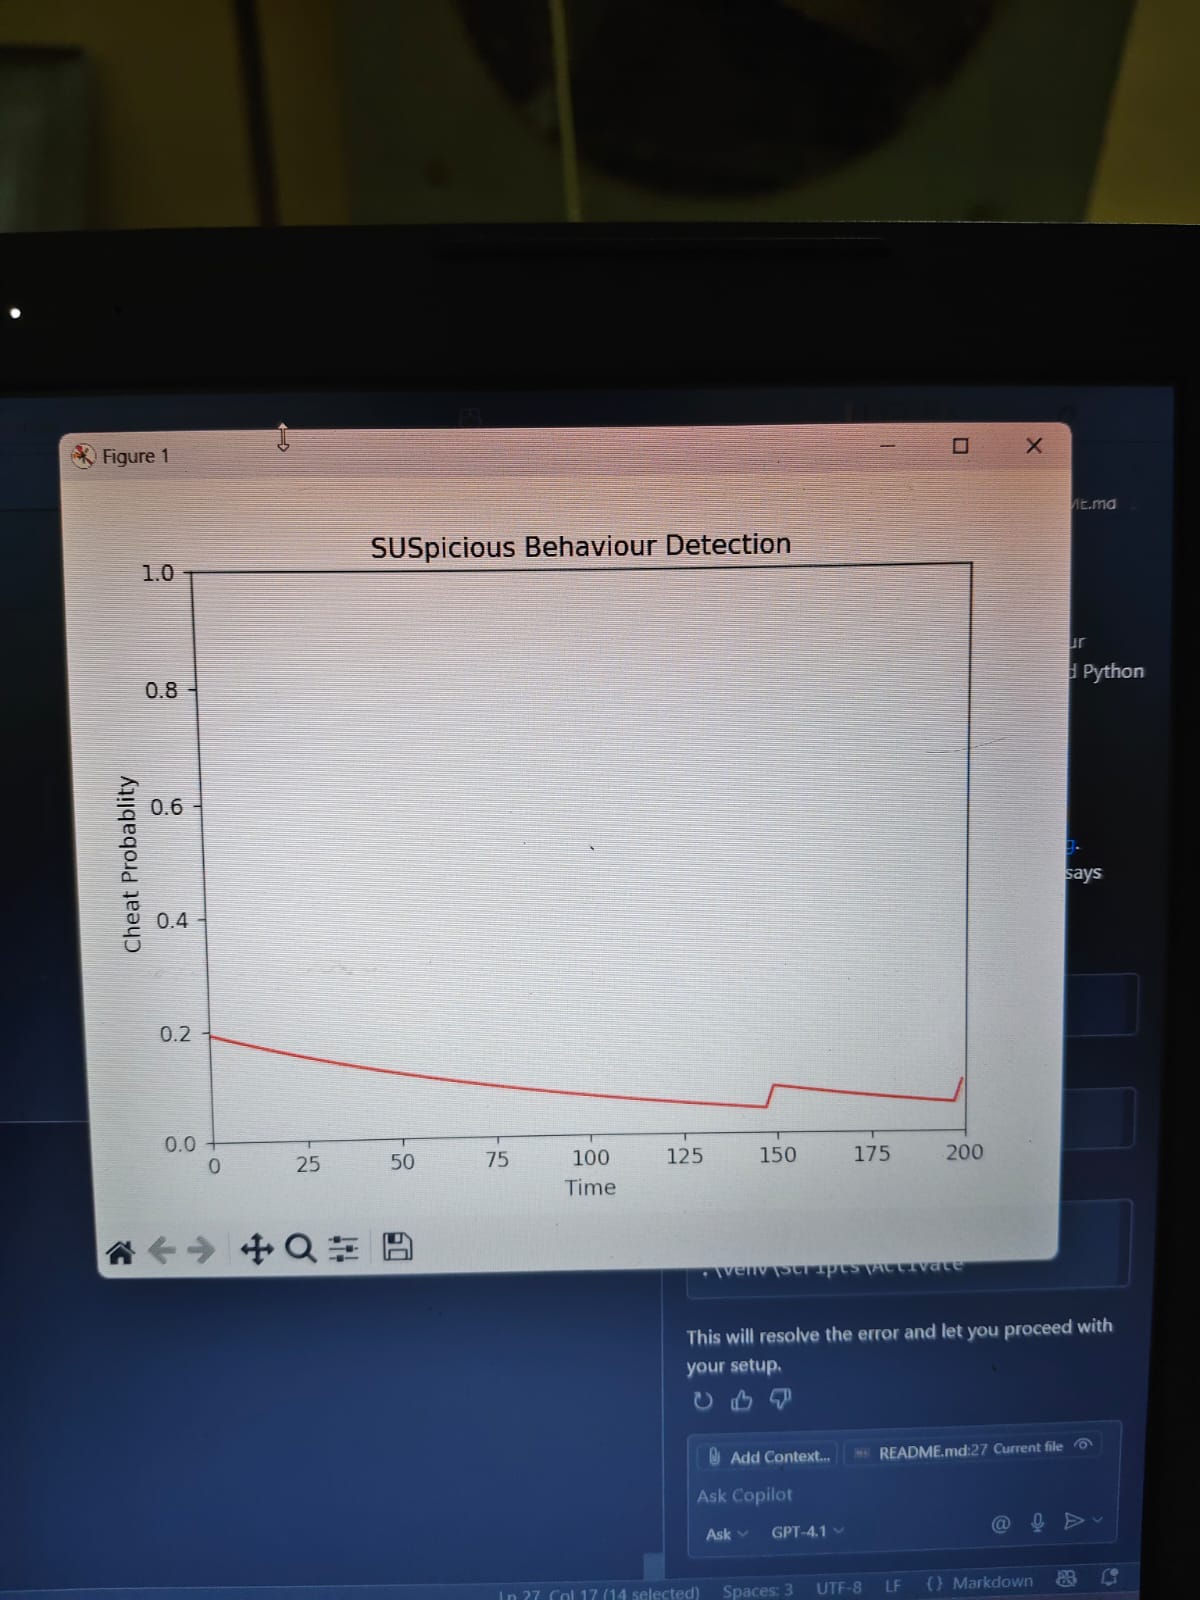 Figure 1
SUSpicious Behaviour Detection
1.0
0.8
0.6
0.4
0.2
0.0
Cheat Probablity
0 25 50 75 100 125 150 175 200
Time
Python
says
.\venv\Scripts\Activate
This will resolve the error and let you proceed with
your setup.
Add Context... README.md:27 Current file
Ask Copilot
Ask GPT-4.1
Ln 27, Col 17 (14 selected) Spaces: 3 UTF-8 LF {} Markdown